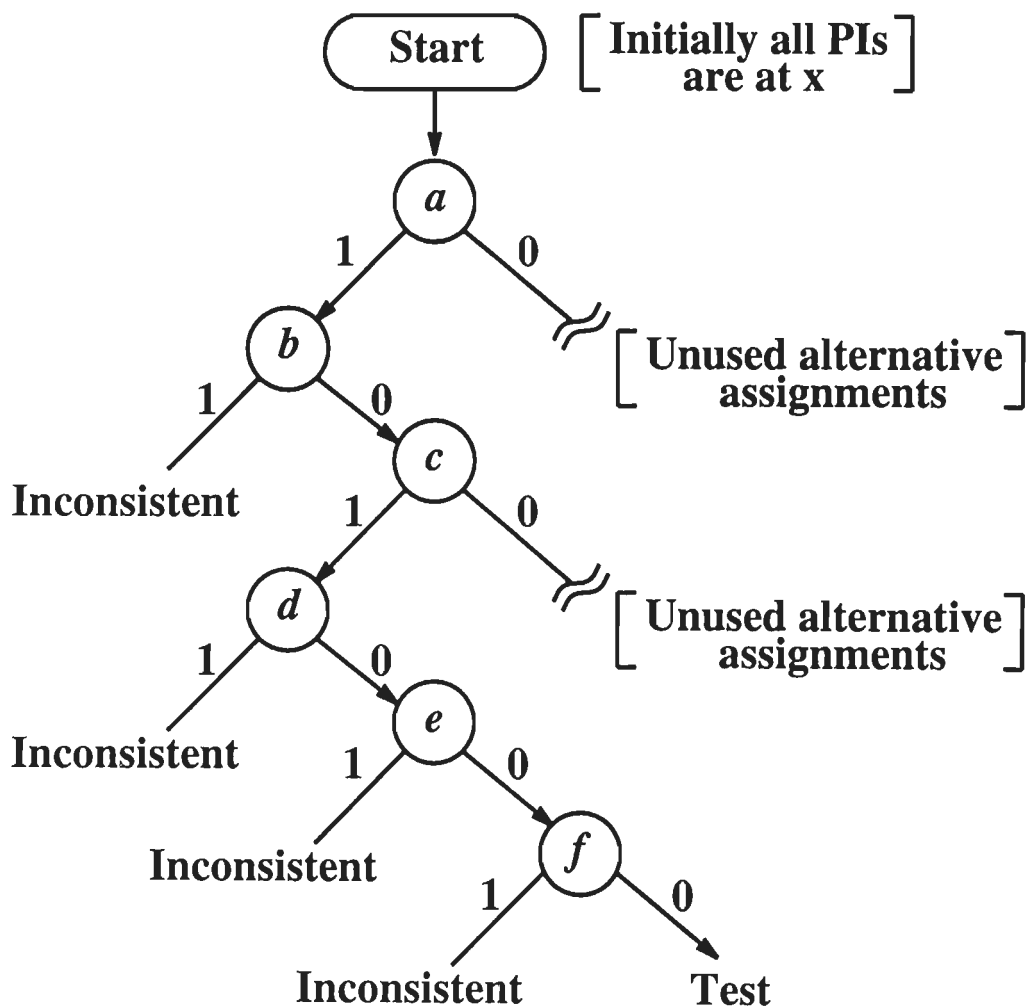 Start
Initially all PIs
are at x
a
1
0
b
Unused alternative
assignments
1
0
c
Inconsistent
1
0
d
Unused alternative
assignments
1
0
e
Inconsistent
1
0
f
Inconsistent
1
0
Inconsistent
Test